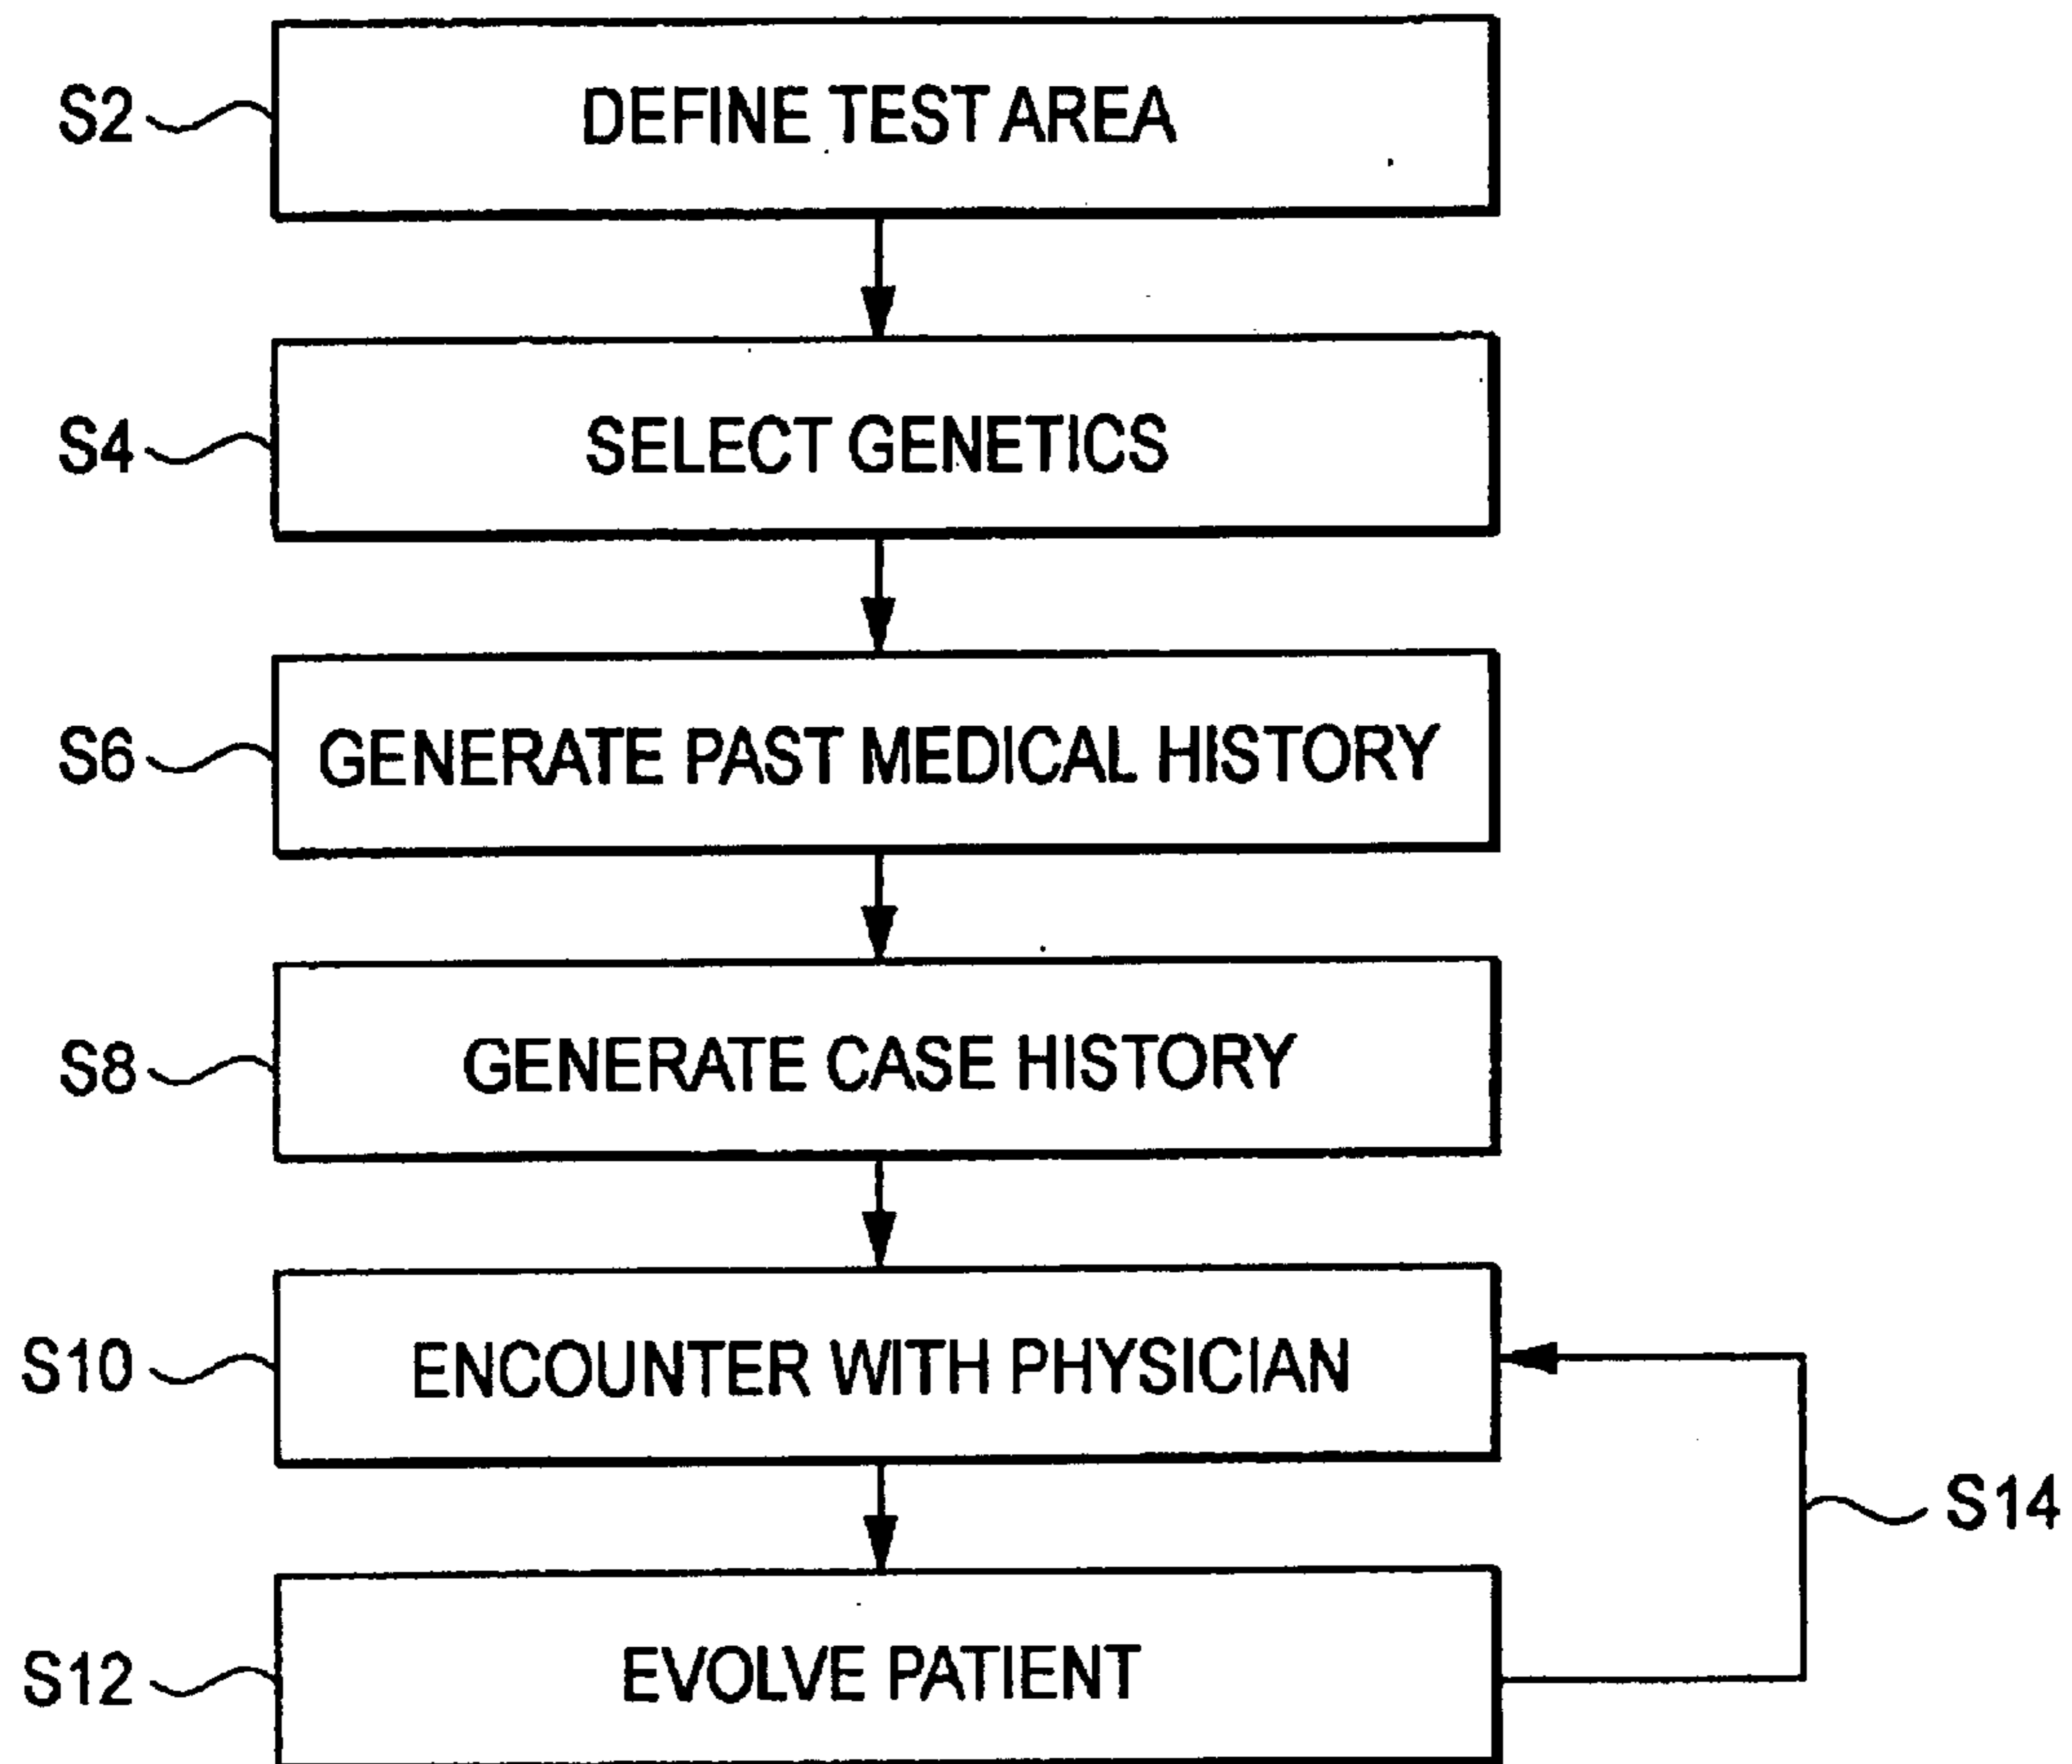 S2 DEFINE TEST AREA
S4 SELECT GENETICS
S6 GENERATE PAST MEDICAL HISTORY
S8 GENERATE CASE HISTORY
S10 ENCOUNTER WITH PHYSICIAN
S14
S12 EVOLVE PATIENT